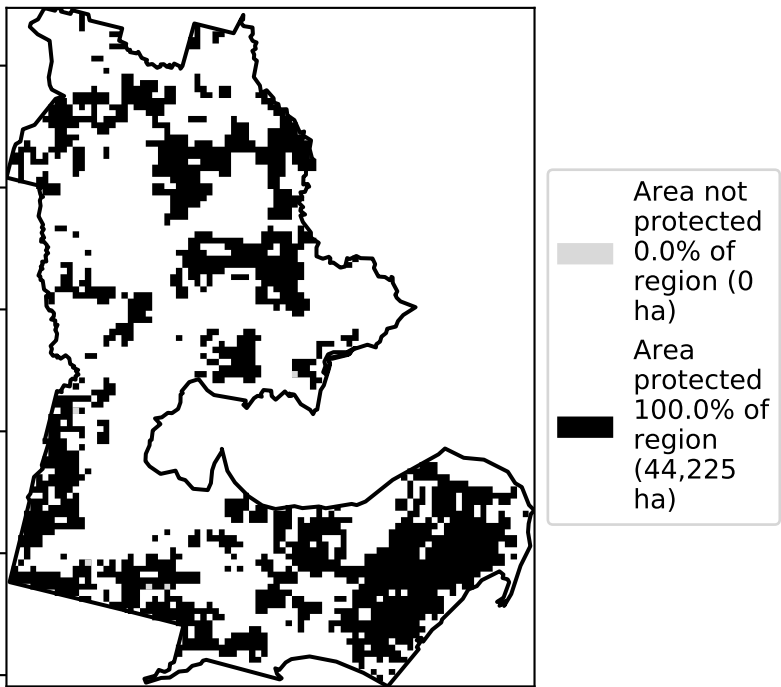 Area not
protected
0.0% of
region (0
ha)
Area
protected
100.0% of
region
(44,225
ha)